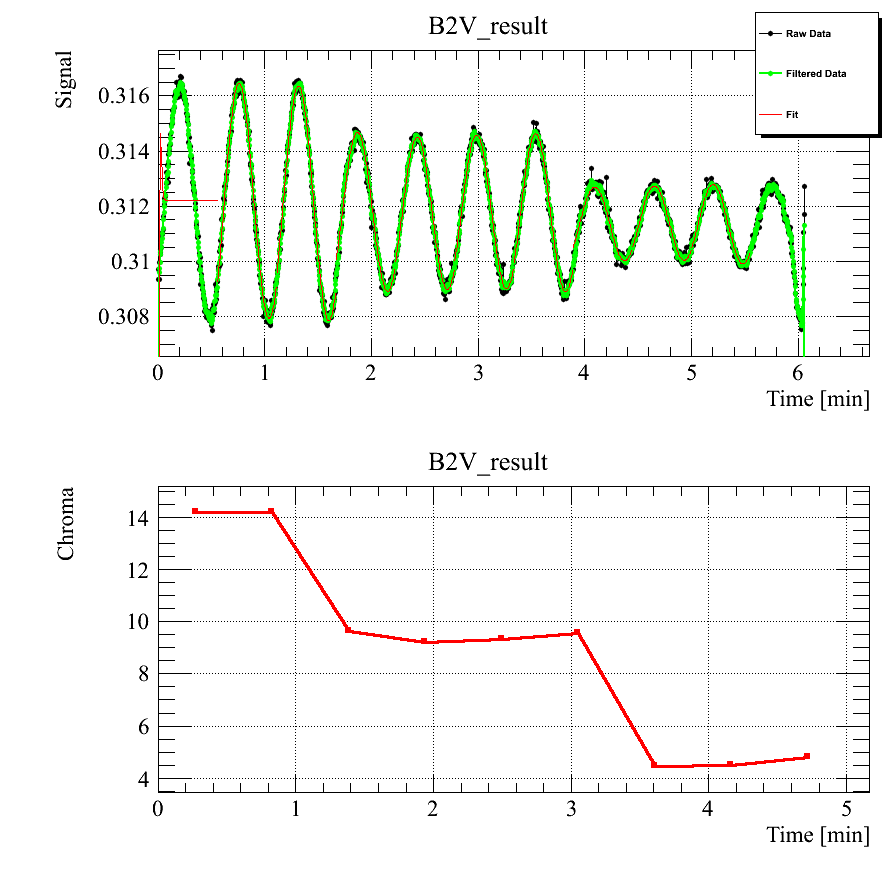 B2V_result
Raw Data
Filtered Data
Fit
Signal
0.316
0.314
0.312
0.31
0.308
0 1 2 3 4 5 6
Time [min]
B2V_result
Chroma
14
12
10
8
6
4
0 1 2 3 4 5
Time [min]